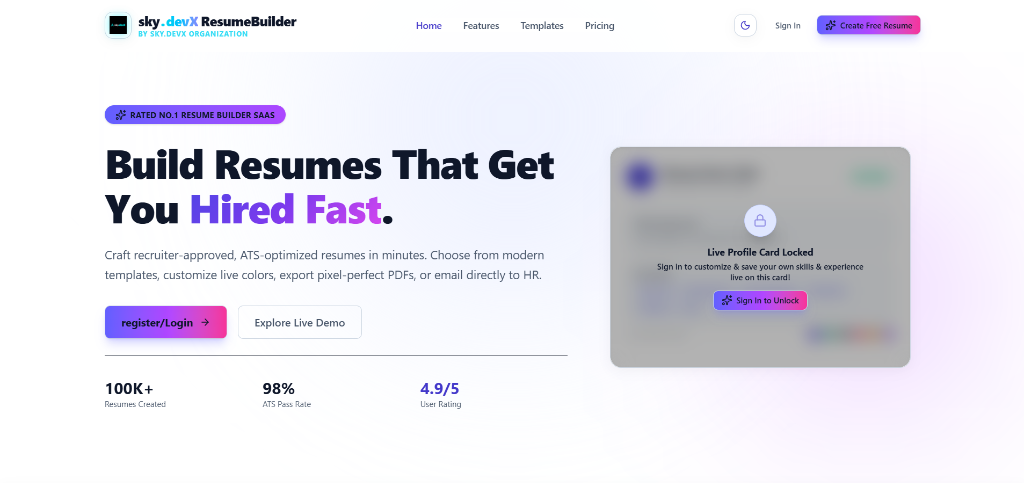 sky.devX ResumeBuilder
BY SKY.DEVX ORGANIZATION
Home
Features
Templates
Pricing
Sign In
Create Free Resume
RATED NO.1 RESUME BUILDER SAAS
Build Resumes That Get
You Hired Fast.
Craft recruiter-approved, ATS-optimized resumes in minutes. Choose from modern
templates, customize live colors, export pixel-perfect PDFs, or email directly to HR.
register/Login
Explore Live Demo
100K+
Resumes Created
98%
ATS Pass Rate
4.9/5
User Rating
Live Profile Card Locked
Sign in to customize & save your own skills & experience
live on this card!
Sign In to Unlock